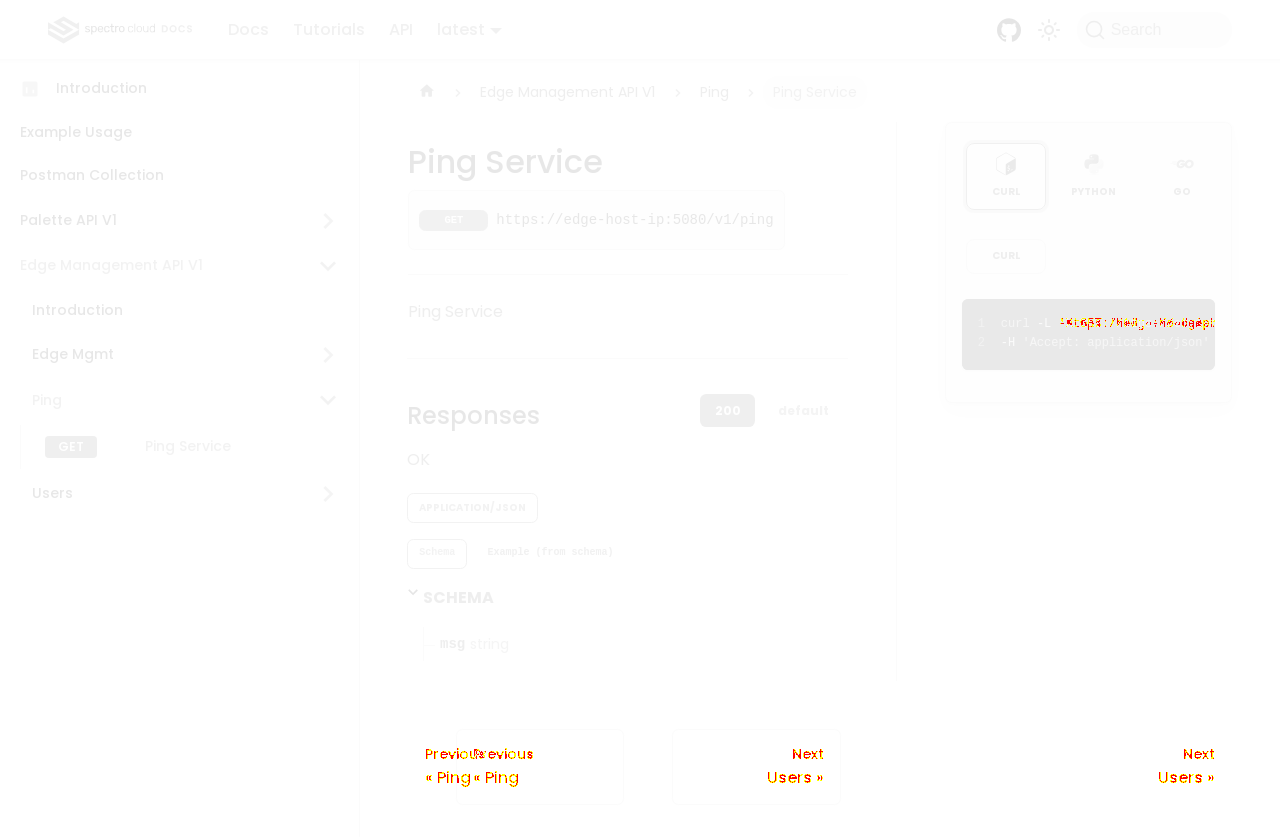 spectro cloud DOCS
Docs
Tutorials
API
latest
Search
Introduction
Example Usage
Postman Collection
Palette API V1
Edge Management API V1
Introduction
Edge Mgmt
Ping
GET Ping Service
Users
Edge Management API V1
Ping
Ping Service
Ping Service
GET https://edge-host-ip:5080/v1/ping
Ping Service
Responses
200
default
OK
APPLICATION/JSON
Schema
Example (from schema)
SCHEMA
msg string
CURL
PYTHON
GO
CURL
1 curl -L
2 -H 'Accept: application/json'
Previous Previous
« Ping « Ping
Next
Users »
Next
Users »